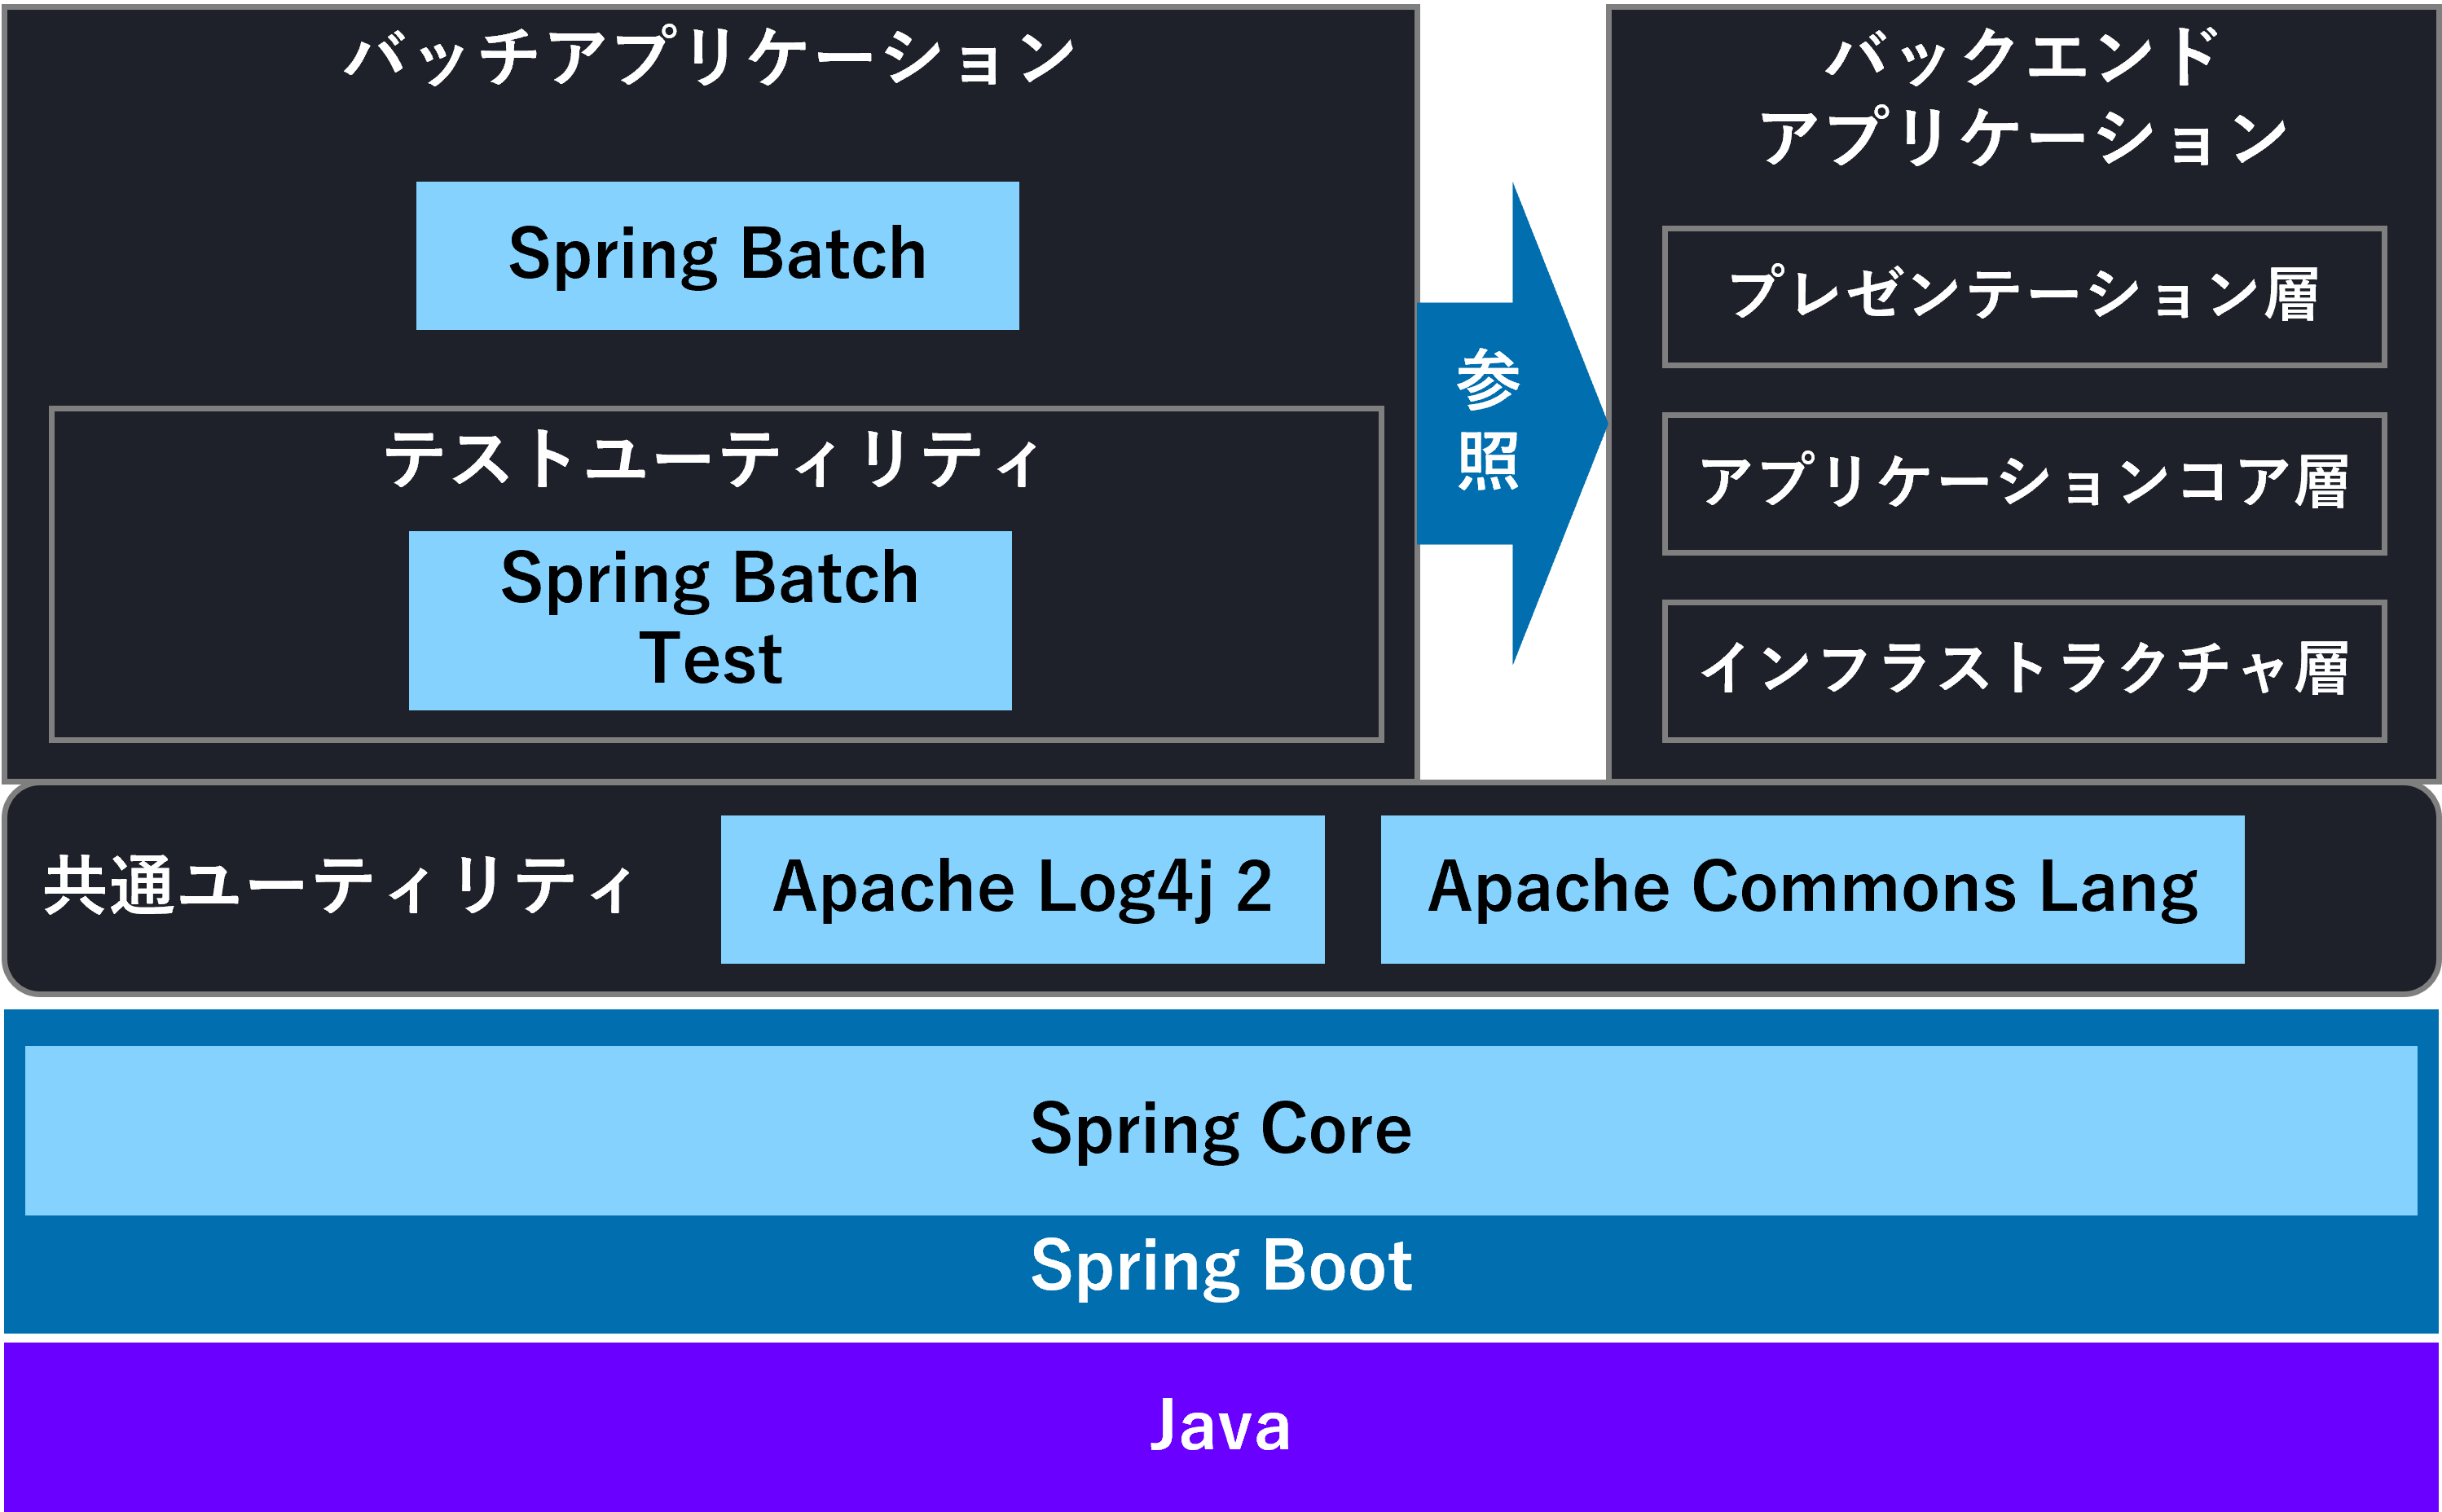 バッチアプリケーション
Spring Batch
テストユーティリティ
Spring Batch
Test
参
照
バックエンド
アプリケーション
プレゼンテーション層
アプリケーションコア層
インフラストラクチャ層
共通ユーティリティ
Apache Log4j 2
Apache Commons Lang
Spring Core
Spring Boot
Java